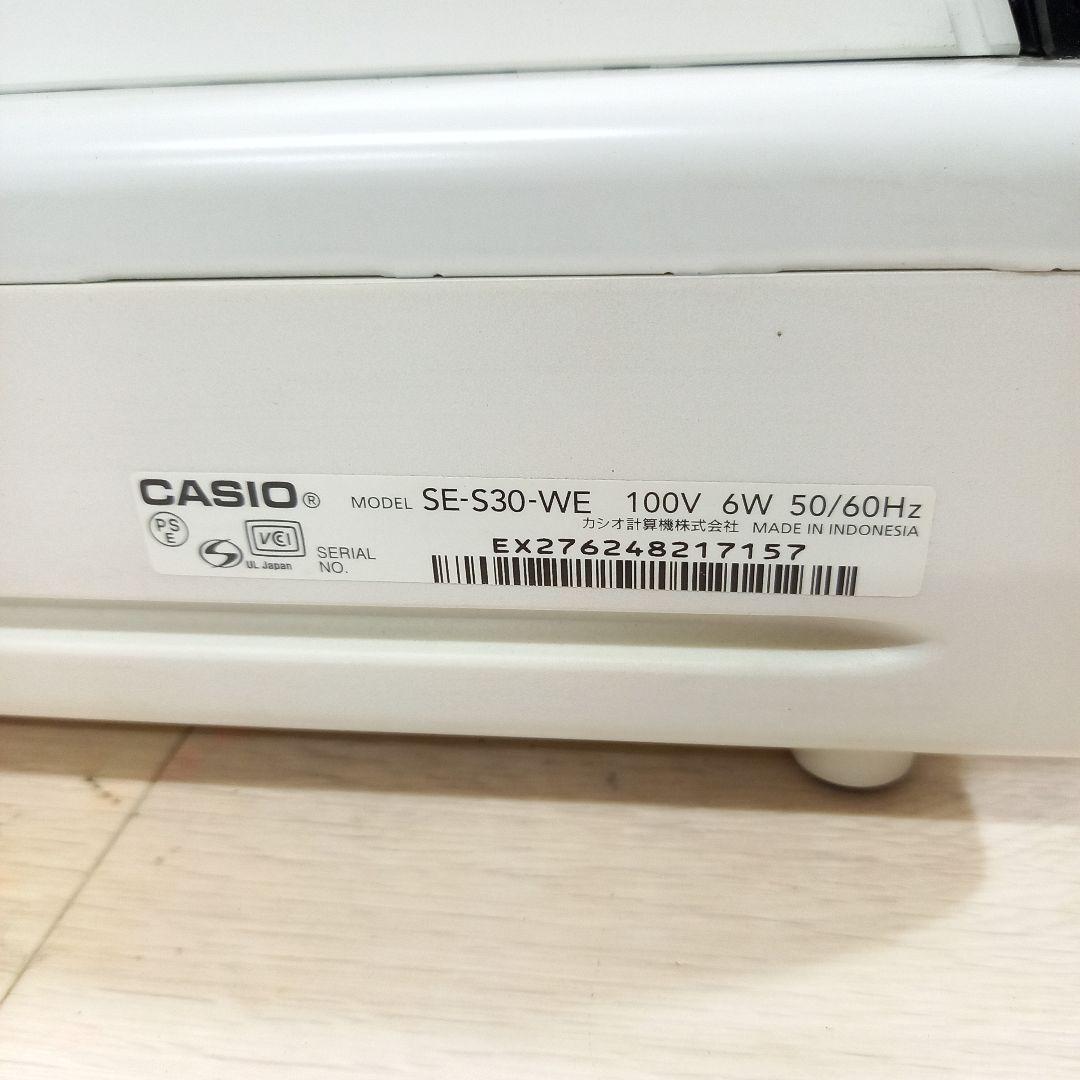 CASIO® MODEL SE-S30-WE 100V 6W 50/60Hz
カシオ計算機株式会社 MADE IN INDONESIA
PS
E
VCI
UL Japan
SERIAL
NO.
EX276248217157